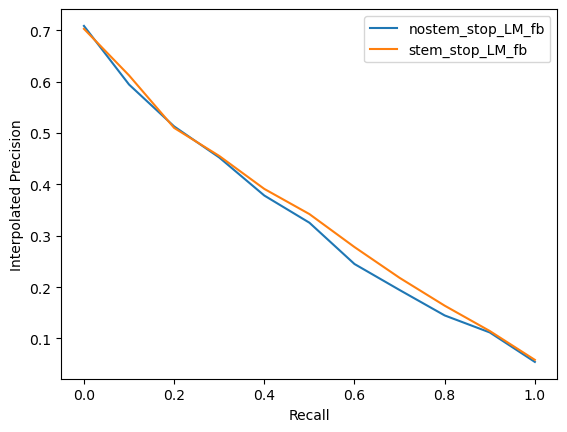 nostem_stop_LM_fb
stem_stop_LM_fb
Interpolated Precision
0.7
0.6
0.5
0.4
0.3
0.2
0.1
0.0 0.2 0.4 0.6 0.8 1.0
Recall